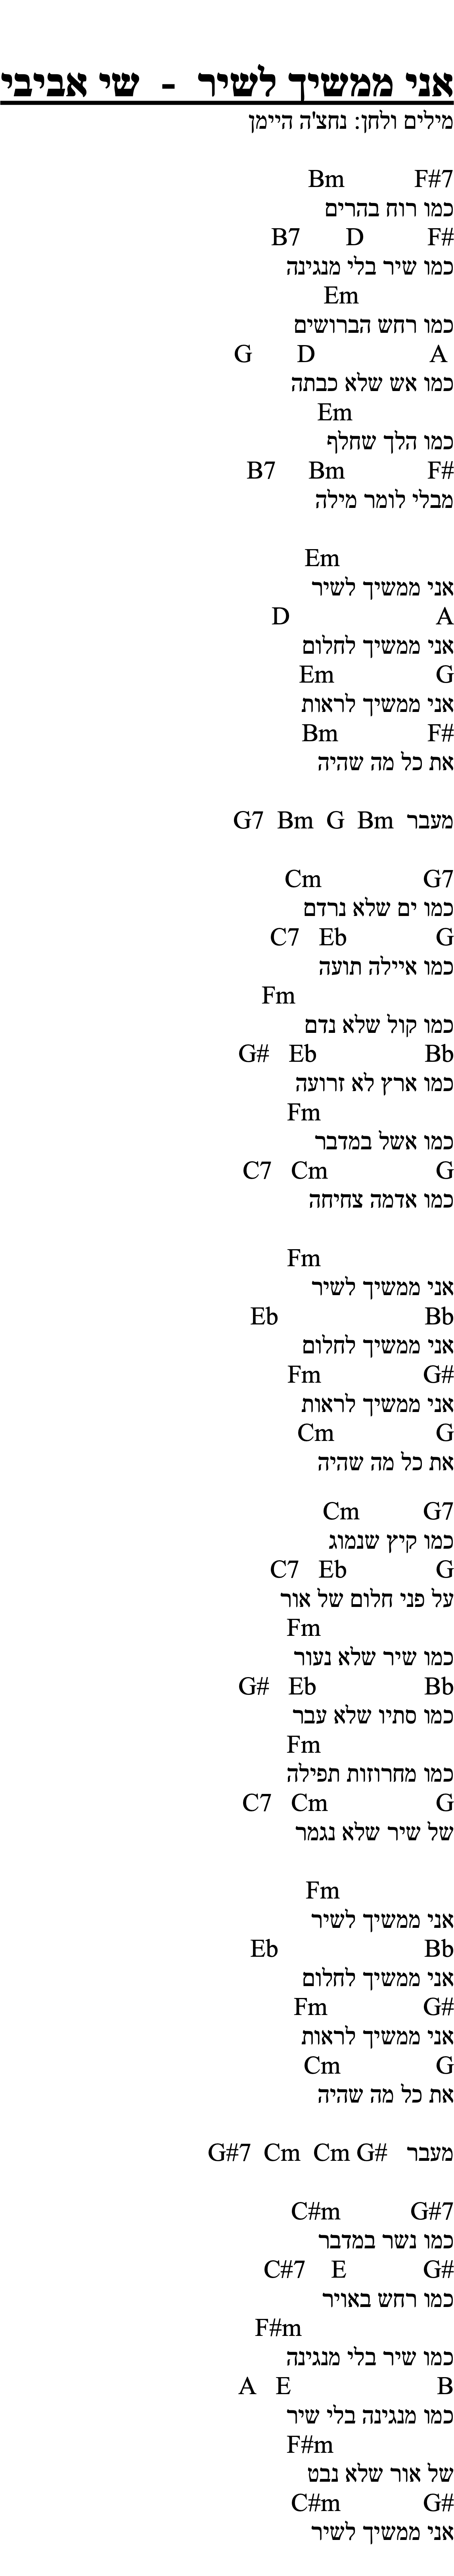 אני ממשיך לשיר - שי אביבי
מילים ולחן: נחצ'ה היימן
Bm F#7
כמו רוח בהרים
B7 D F#
כמו שיר בלי מנגינה
Em
כמו רחש הברושים
G D A
כמו אש שלא כבתה
Em
כמו הלך שחלף
B7 Bm F#
מבלי לומר מילה
Em
אני ממשיך לשיר
D A
אני ממשיך לחלום
Em G
אני ממשיך לראות
Bm F#
את כל מה שהיה
מעבר G7 Bm G Bm
Cm G7
כמו ים שלא נרדם
C7 Eb G
כמו איילה תועה
Fm
כמו קול שלא נדם
G# Eb Bb
כמו ארץ לא זרועה
Fm
כמו אשל במדבר
C7 Cm G
כמו אדמה צחיחה
Fm
אני ממשיך לשיר
Eb Bb
אני ממשיך לחלום
Fm G#
אני ממשיך לראות
Cm G
את כל מה שהיה
Cm G7
כמו קיץ שנמוג
C7 Eb G
על פני חלום של אור
Fm
כמו שיר שלא נעור
G# Eb Bb
כמו סתיו שלא עבר
Fm
כמו מחרוזות תפילה
C7 Cm G
של שיר שלא נגמר
Fm
אני ממשיך לשיר
Eb Bb
אני ממשיך לחלום
Fm G#
אני ממשיך לראות
Cm G
את כל מה שהיה
מעבר G#7 Cm Cm G#
C#m G#7
כמו נשר במדבר
C#7 E G#
כמו רחש באויר
F#m
כמו שיר בלי מנגינה
A E B
כמו מנגינה בלי שיר
F#m
של אור שלא נבט
C#m G#
אני ממשיך לשיר